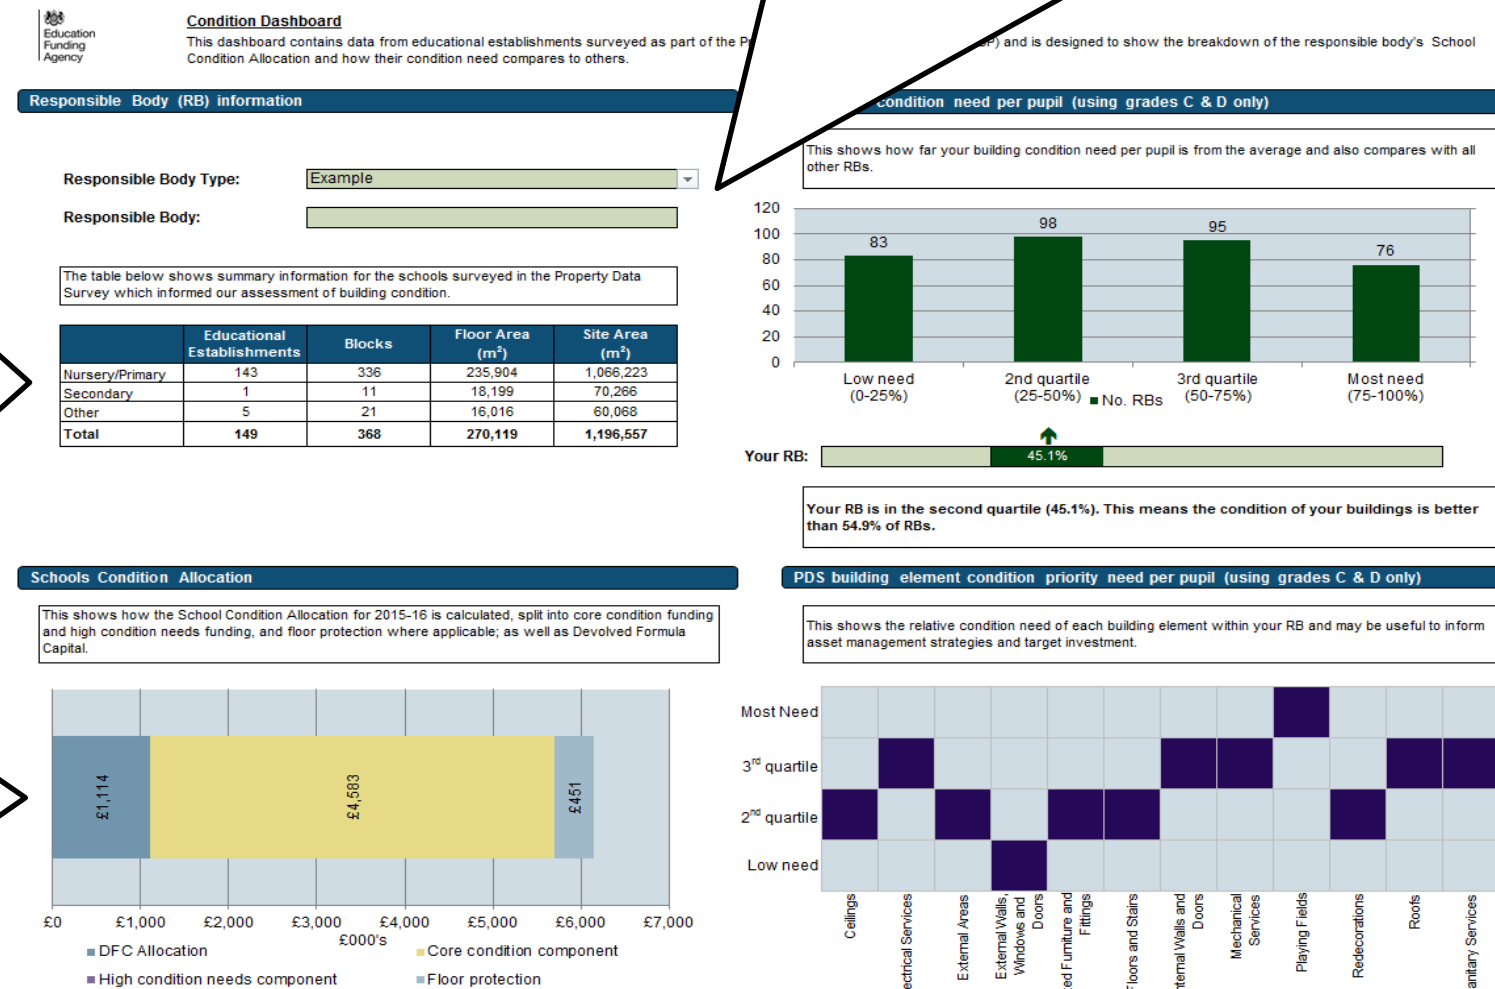 Education
Funding
Agency
Condition Dashboard
This dashboard contains data from educational establishments surveyed as part of the
and is designed to show the breakdown of the responsible body's School
Condition Allocation and how their condition need compares to others.
Responsible Body (RB) information
Responsible Body Type:
Example
Responsible Body:
The table below shows summary information for the schools surveyed in the Property Data
Survey which informed our assessment of building condition.
Educational Establishments Blocks Floor Area (m²) Site Area (m²)
Nursery/Primary 143 336 235,904 1,066,223
Secondary 1 11 18,199 70,266
Other 5 21 16,016 60,068
Total 149 368 270,119 1,196,557
condition need per pupil (using grades C & D only)
This shows how far your building condition need per pupil is from the average and also compares with all
other RBs.
120
100
80
60
40
20
0
83
98
95
76
Low need
(0-25%)
2nd quartile
(25-50%)
3rd quartile
(50-75%)
Most need
(75-100%)
No. RBs
Your RB:
45.1%
Your RB is in the second quartile (45.1%). This means the condition of your buildings is better
than 54.9% of RBs.
Schools Condition Allocation
This shows how the School Condition Allocation for 2015-16 is calculated, split into core condition funding
and high condition needs funding, and floor protection where applicable; as well as Devolved Formula
Capital.
£1,114
£4,583
£451
£0 £1,000 £2,000 £3,000 £4,000 £5,000 £6,000 £7,000
£000's
DFC Allocation
Core condition component
High condition needs component
Floor protection
PDS building element condition priority need per pupil (using grades C & D only)
This shows the relative condition need of each building element within your RB and may be useful to inform
asset management strategies and target investment.
Most Need
3rd quartile
2nd quartile
Low need
Ceilings
Services
External Areas
External Walls,
Windows and
Doors
Furniture and
Fittings
Floors and Stairs
Walls and
Doors
Mechanical
Services
Playing Fields
Redecorations
Roofs
Services